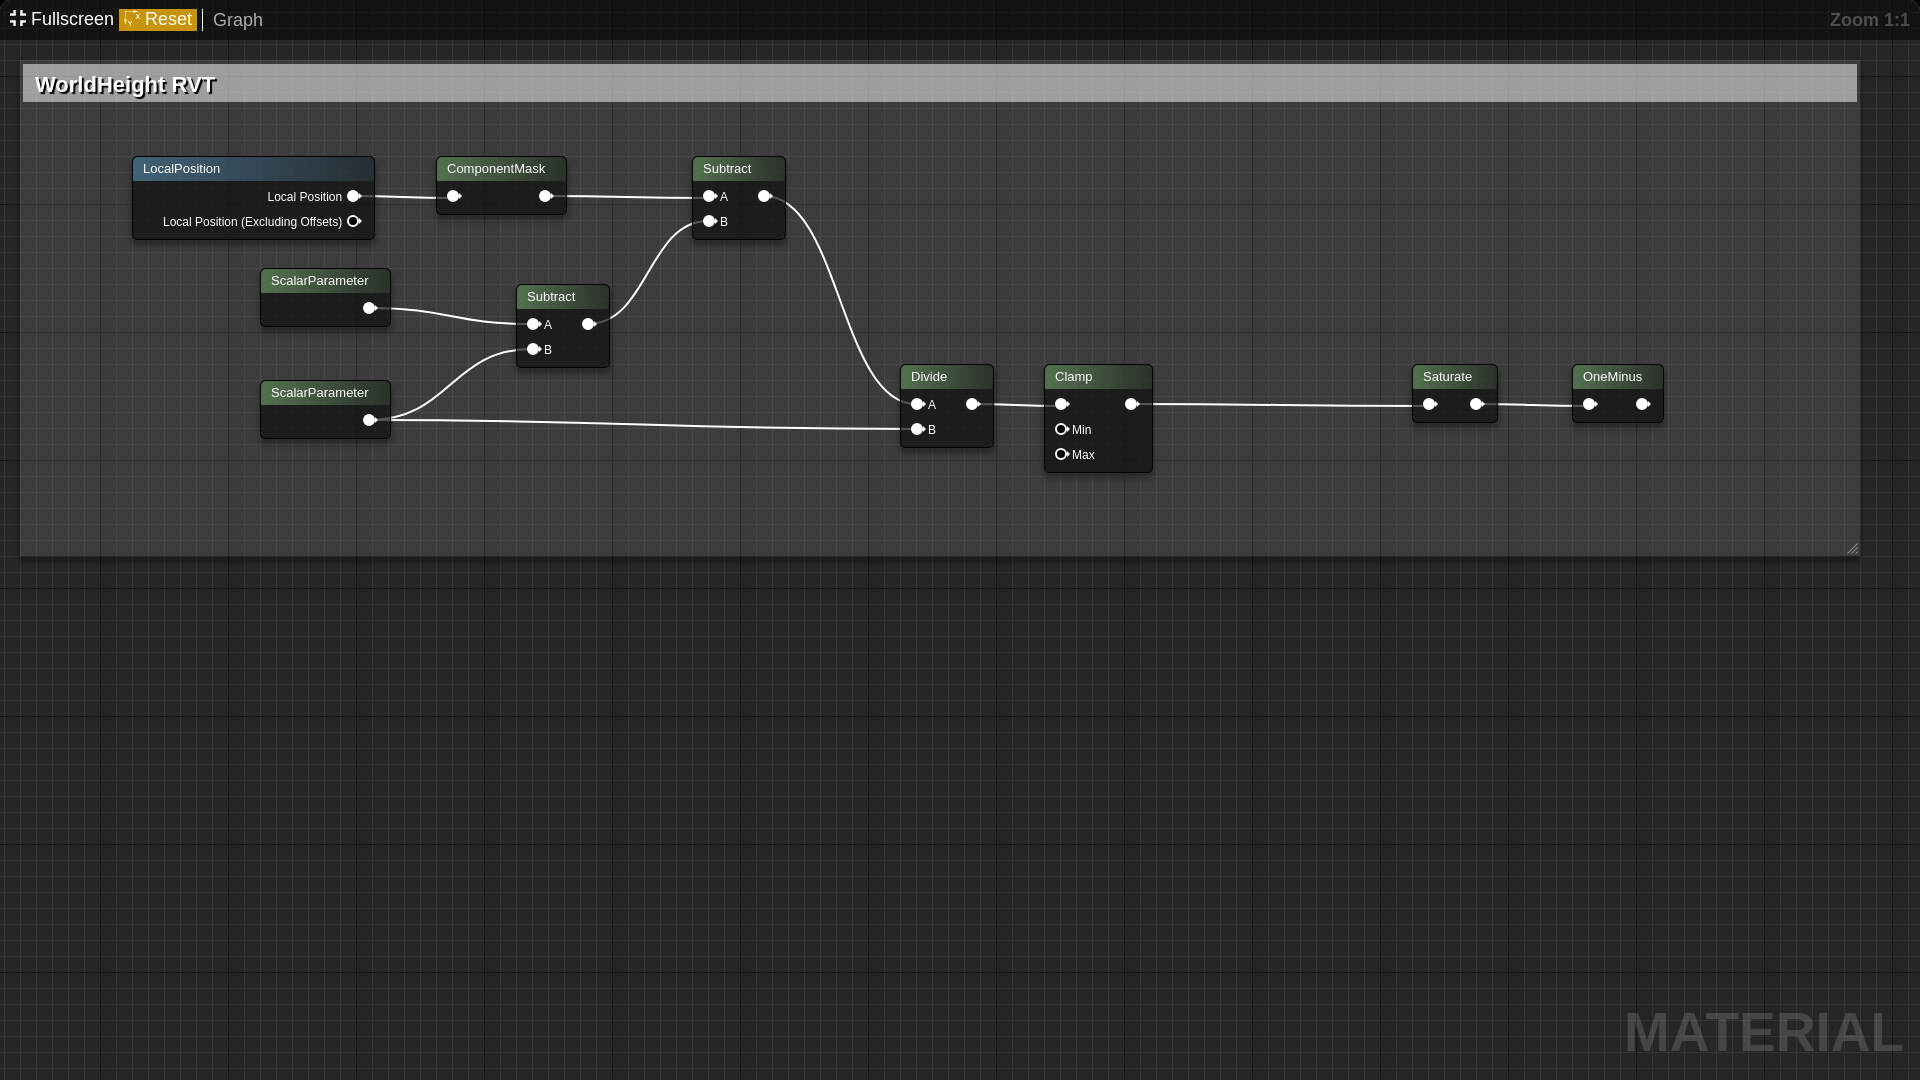 Fullscreen Reset Graph Zoom 1:1
WorldHeight RVT
LocalPosition
Local Position
Local Position (Excluding Offsets)
ComponentMask
Subtract
A
B
ScalarParameter
Subtract
A
B
ScalarParameter
Divide
A
B
Clamp
Min
Max
Saturate
OneMinus
MATERIAL